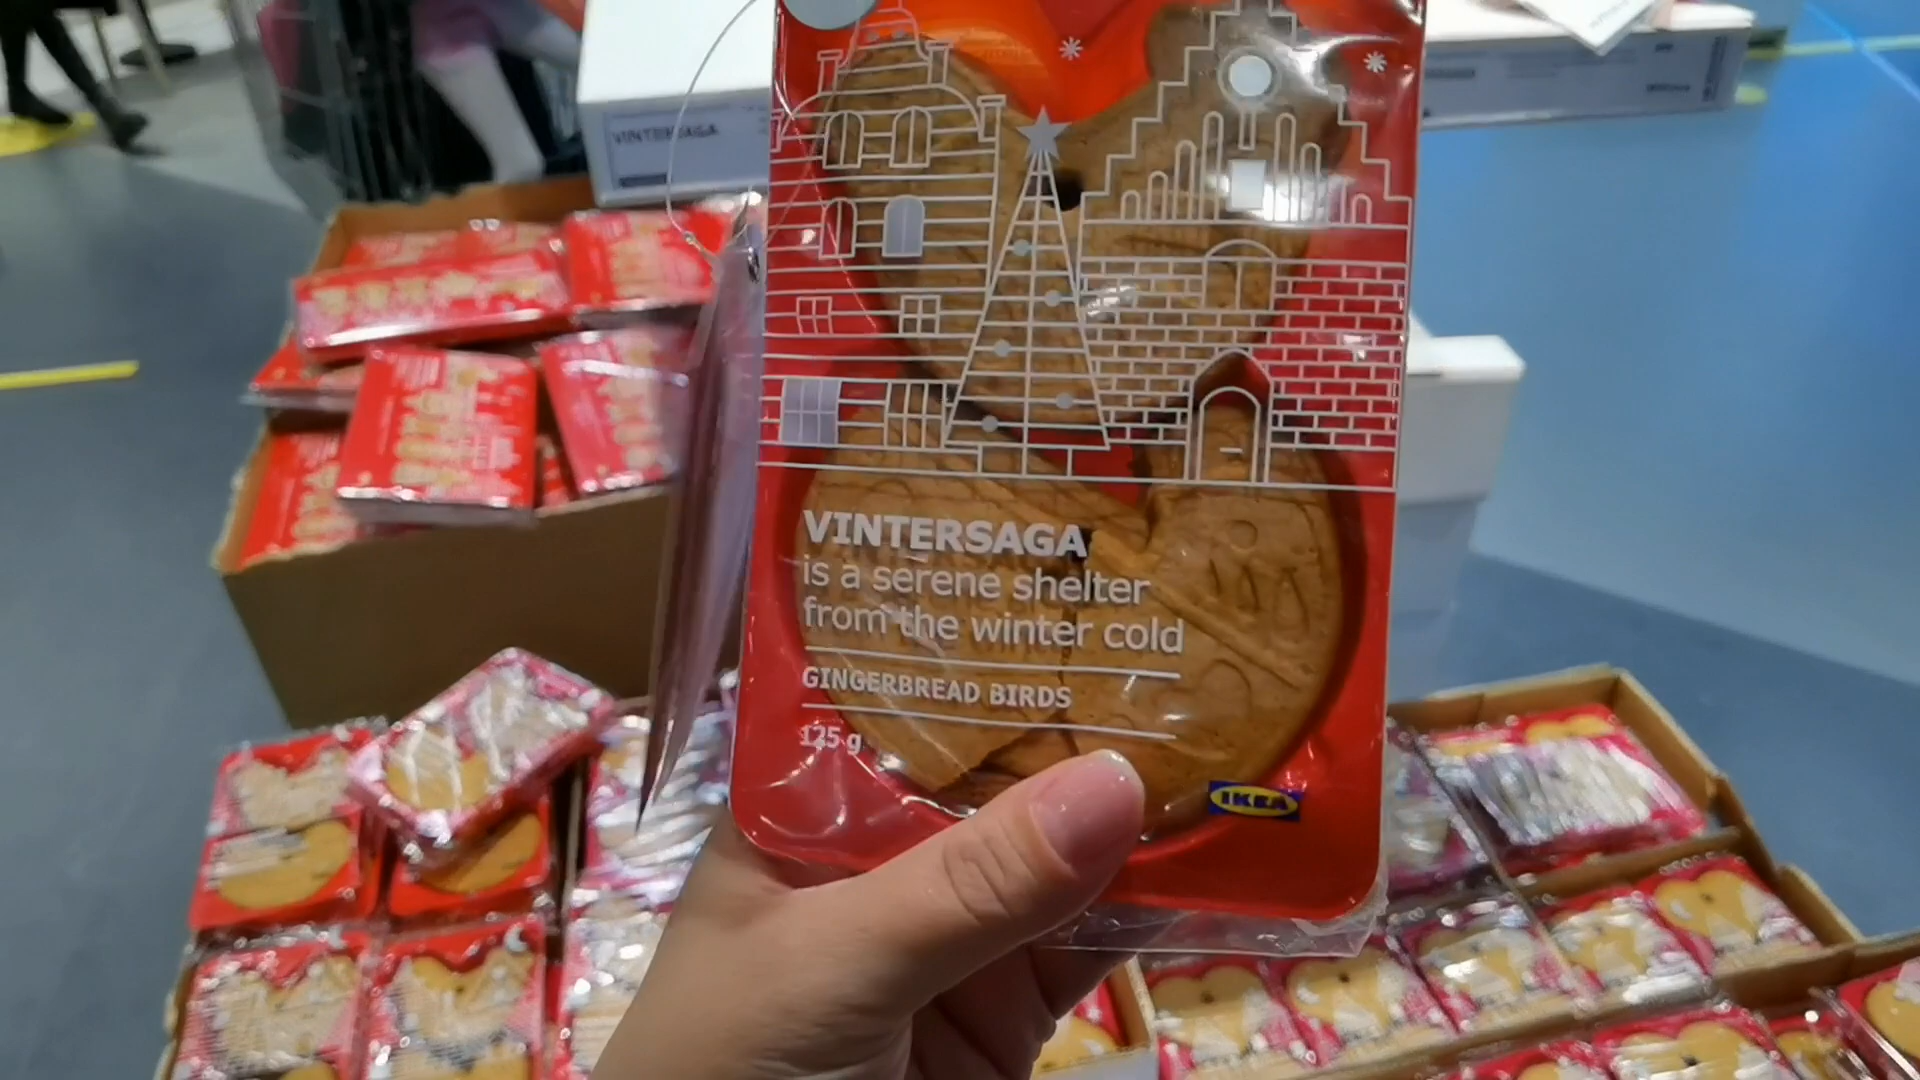 VINTERSAGA
VINTERSAGA
is a serene shelter
from the winter cold
GINGERBREAD BIRDS
125 g
IKEA